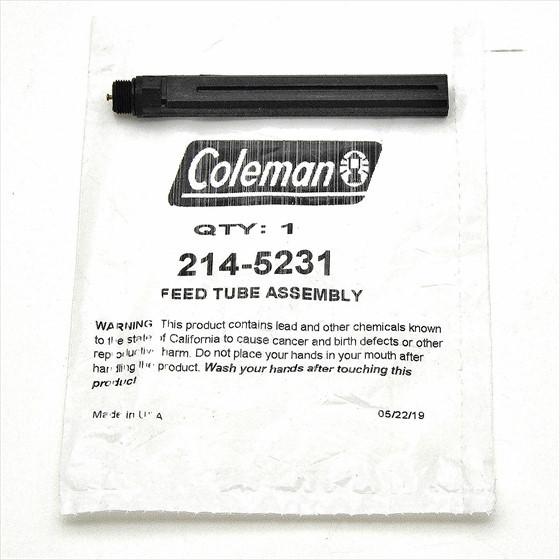 Coleman
QTY: 1
214-5231
FEED TUBE ASSEMBLY
WARNING This product contains lead and other chemicals known
to the state of California to cause cancer and birth defects or other
reproductive harm. Do not place your hands in your mouth after
handling the product. Wash your hands after touching this
product
Made in USA
05/22/19